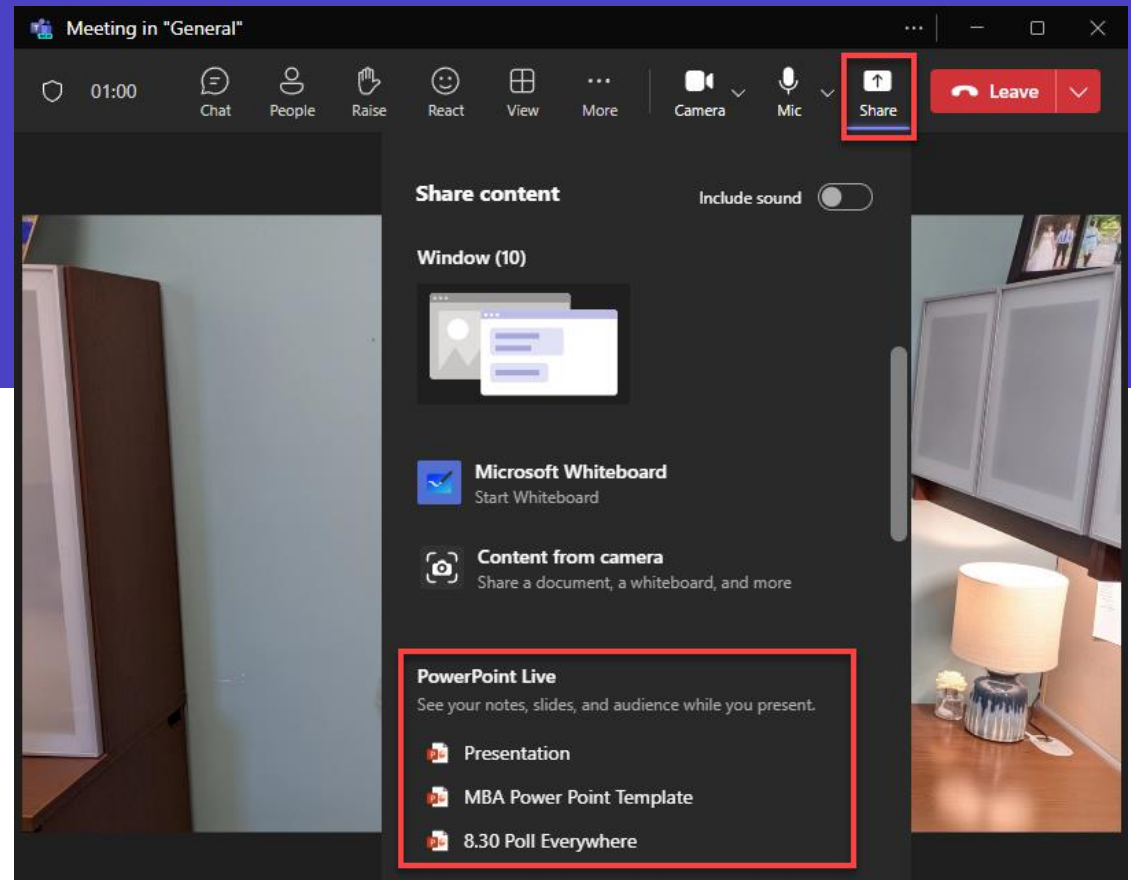 Meeting in "General"
01:00
Chat
People
Raise
React
View
More
Camera
Mic
Share
Leave
Share content
Include sound
Window (10)
Microsoft Whiteboard
Start Whiteboard
Content from camera
Share a document, a whiteboard, and more
PowerPoint Live
See your notes, slides, and audience while you present.
Presentation
MBA Power Point Template
8.30 Poll Everywhere